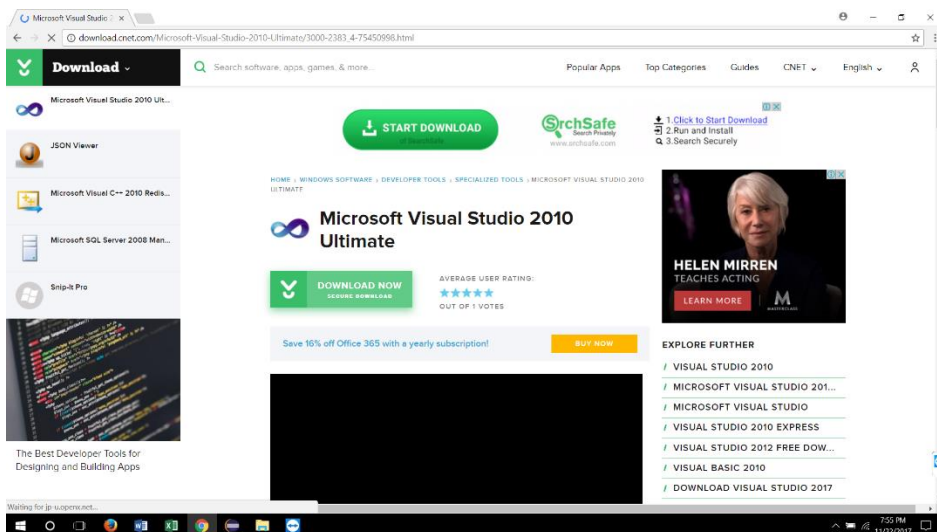 Microsoft Visual Studio 2
download.cnet.com/Microsoft-Visual-Studio-2010-Ultimate/3000-2383_4-75450998.html
Download
Search software, apps, games, & more...
Popular Apps
Top Categories
Guides
CNET
English
Microsoft Visual Studio 2010 Ult...
JSON Viewer
Microsoft Visual C++ 2010 Redis...
Microsoft SQL Server 2008 Man...
Snip-It Pro
The Best Developer Tools for
Designing and Building Apps
START DOWNLOAD
SrchSafe
Search Privately
www.srchsafe.com
1.Click to Start Download
2.Run and Install
3.Search Securely
HOME › WINDOWS SOFTWARE › DEVELOPER TOOLS › SPECIALIZED TOOLS › MICROSOFT VISUAL STUDIO 2010
ULTIMATE
Microsoft Visual Studio 2010
Ultimate
DOWNLOAD NOW
SECURE DOWNLOAD
AVERAGE USER RATING:
OUT OF 1 VOTES
Save 16% off Office 365 with a yearly subscription!
BUY NOW
HELEN MIRREN
TEACHES ACTING
LEARN MORE
MASTERCLASS
EXPLORE FURTHER
/ VISUAL STUDIO 2010
/ MICROSOFT VISUAL STUDIO 201...
/ MICROSOFT VISUAL STUDIO
/ VISUAL STUDIO 2010 EXPRESS
/ VISUAL STUDIO 2012 FREE DOW...
/ VISUAL BASIC 2010
/ DOWNLOAD VISUAL STUDIO 2017
Waiting for jp-u.openx.net...
7:55 PM
11/22/2017